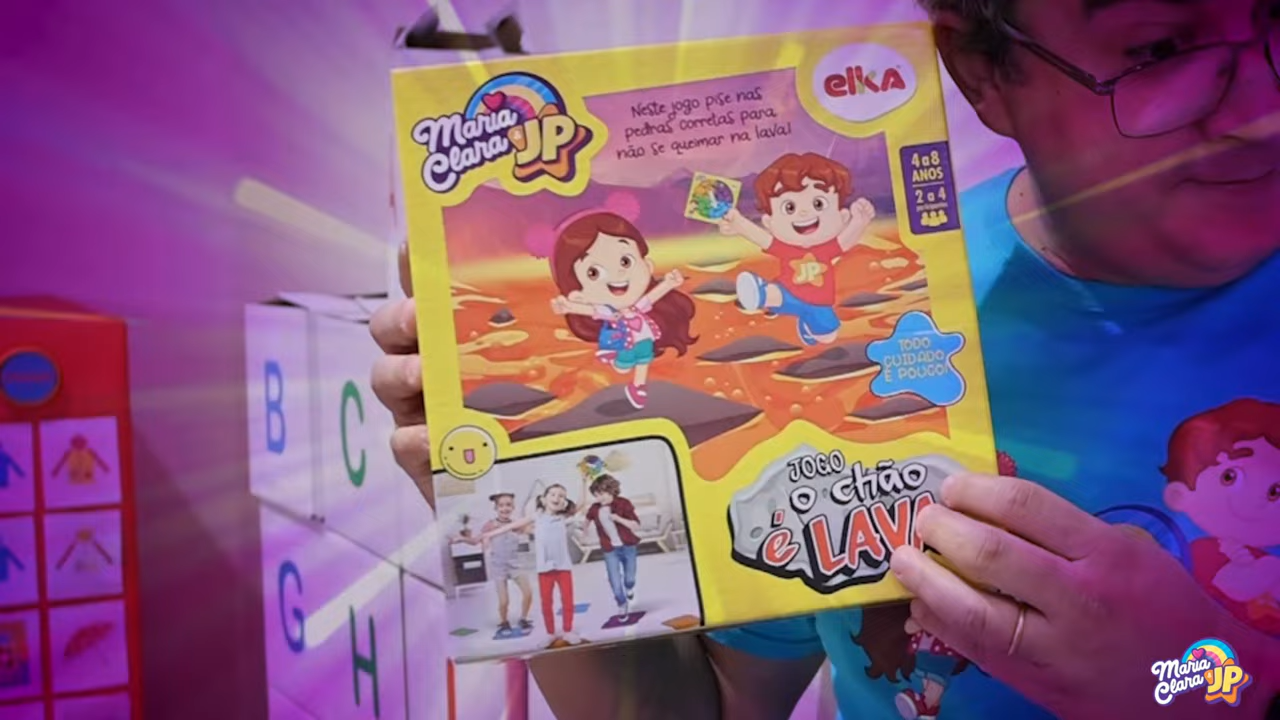 Maria
Clara & JP
Neste jogo pise nas
pedras corretas para
não se queimar na lava!
elka
4 a 8
ANOS
2 a 4
participantes
JP
TODO
CUIDADO
É POUCO!
JOGO
o chão
é LAVA
B
C
G
H
Maria
Clara & JP